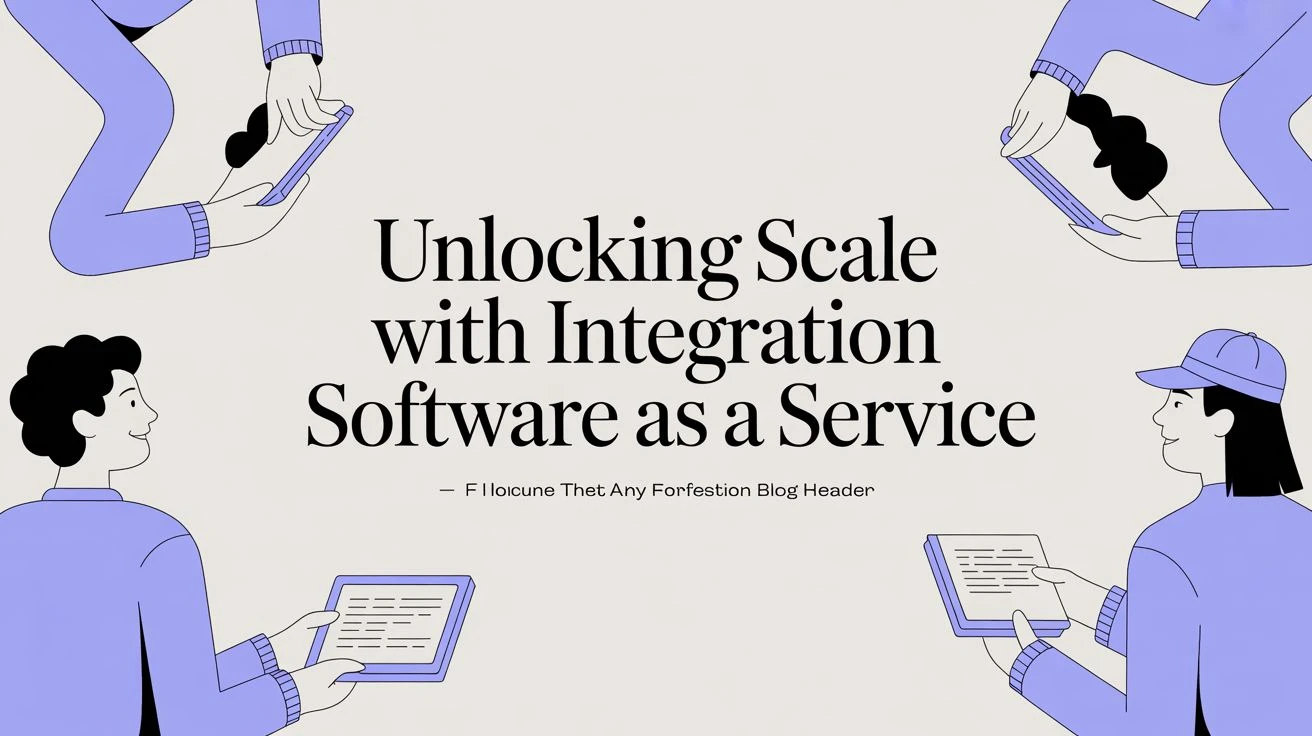 Unlocking Scale
with Integration
Software as a Service
— Thet Any Forfestion Blog Header